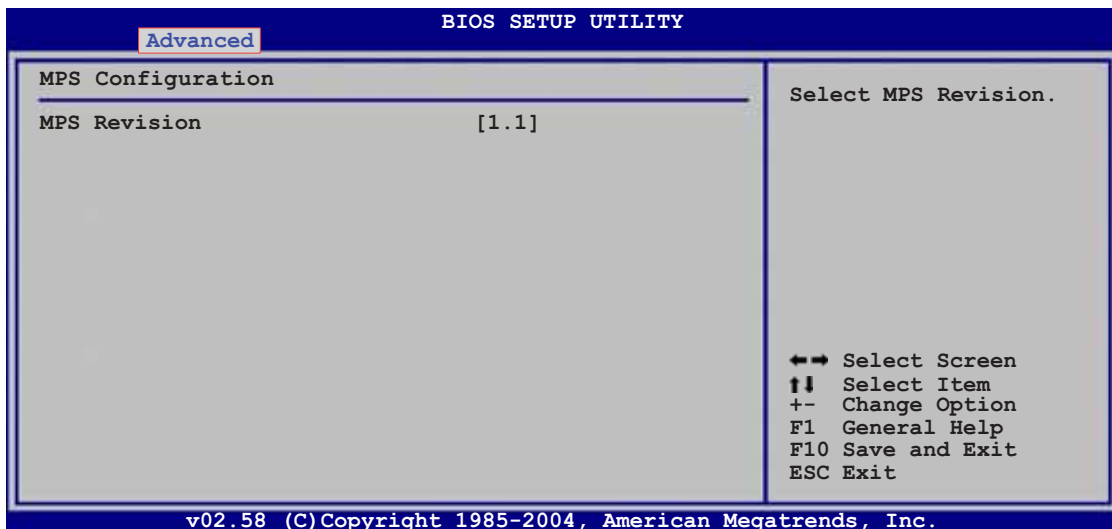 BIOS SETUP UTILITY
Advanced
MPS Configuration
MPS Revision [1.1]
Select MPS Revision.
←→ Select Screen
↑↓ Select Item
+- Change Option
F1 General Help
F10 Save and Exit
ESC Exit
v02.58 (C)Copyright 1985-2004, American Megatrends, Inc.